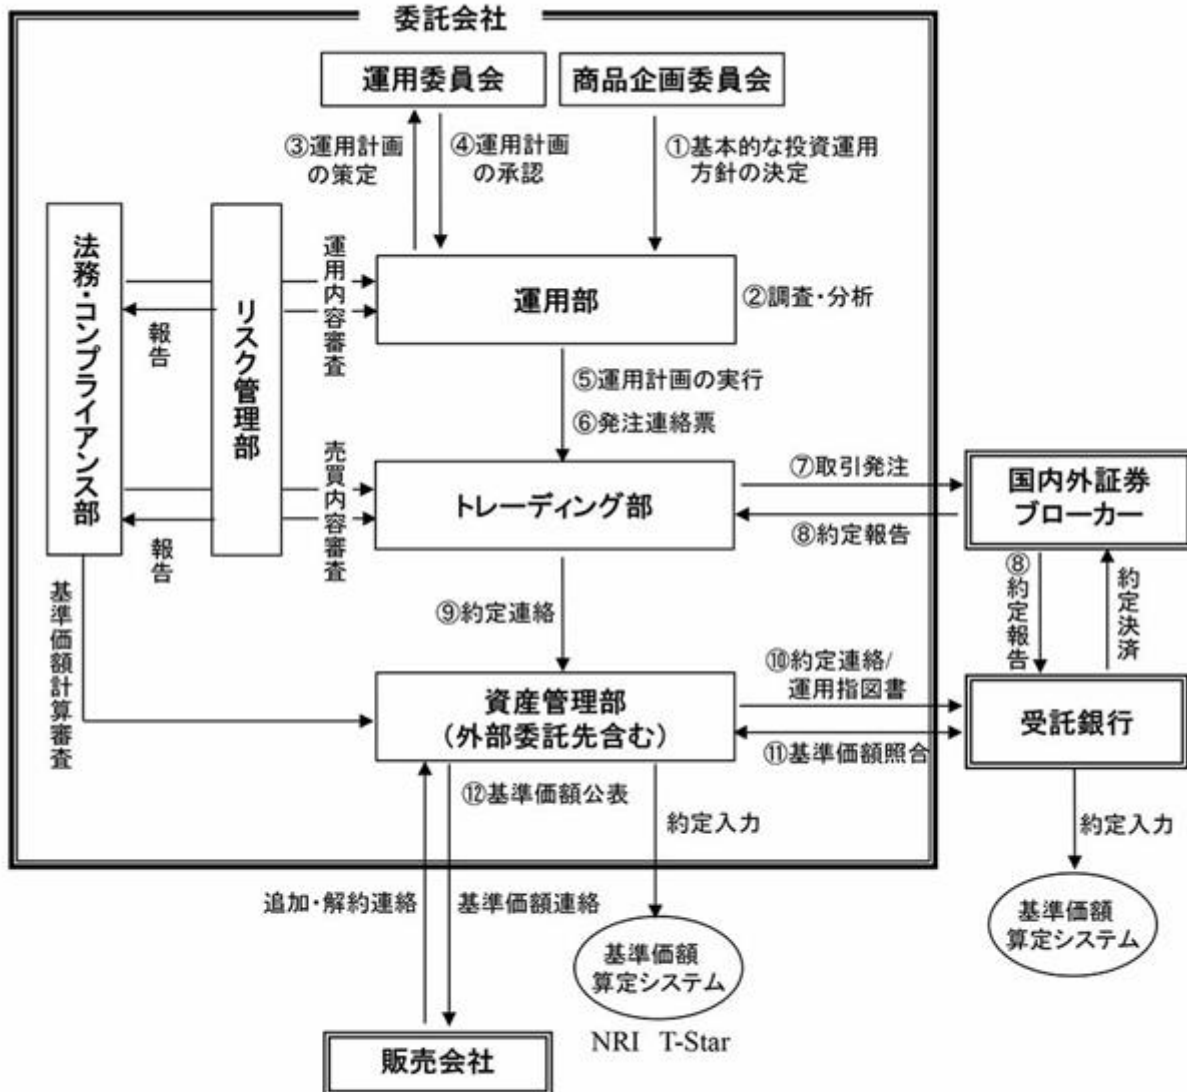 委託会社
運用委員会
商品企画委員会
③運用計画
の策定
④運用計画
の承認
①基本的な投資運用
方針の決定
法務・コンプライアンス部
リスク管理部
運用内容審査
報告
運用部
②調査・分析
⑤運用計画の実行
⑥発注連絡票
売買内容審査
報告
トレーディング部
⑦取引発注
⑧約定報告
国内外証券
ブローカー
⑧約定報告
約定決済
基準価額計算審査
⑨約定連絡
資産管理部
（外部委託先含む）
⑩約定連絡/
運用指図書
⑪基準価額照合
受託銀行
⑫基準価額公表
約定入力
約定入力
追加・解約連絡
基準価額連絡
基準価額
算定システム
基準価額
算定システム
NRI T-Star
販売会社